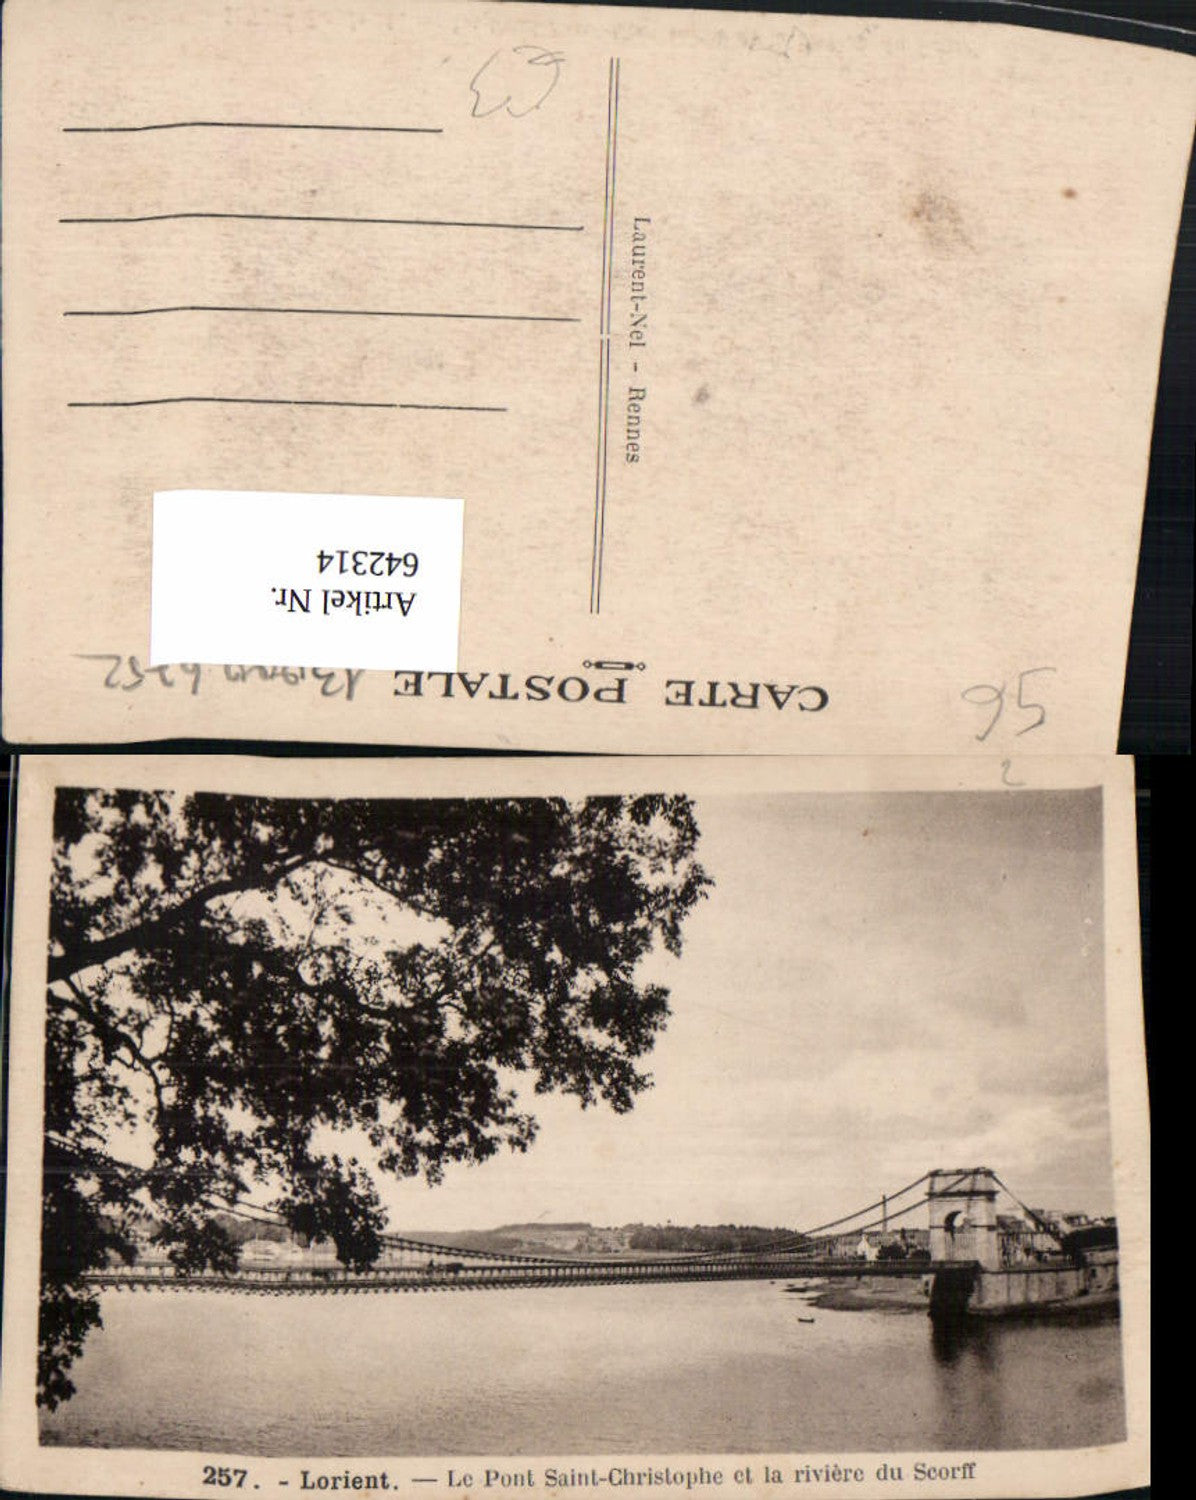 CARTE POSTALE
Laurent-Nel - Rennes
Artikel Nr.
642314
56
2
257. - Lorient. — Le Pont Saint-Christophe et la rivière du Scorff